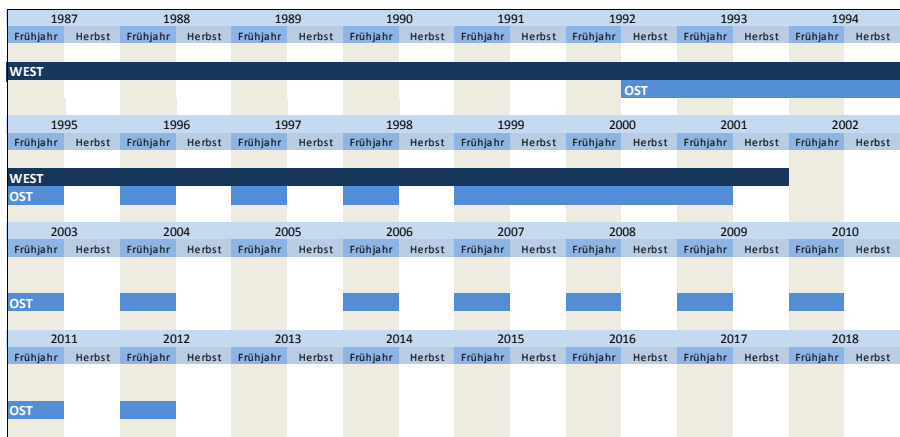 1987 1988 1989 1990 1991 1992 1993 1994
Frühjahr Herbst Frühjahr Herbst Frühjahr Herbst Frühjahr Herbst Frühjahr Herbst Frühjahr Herbst Frühjahr Herbst Frühjahr Herbst
WEST
OST
1995 1996 1997 1998 1999 2000 2001 2002
Frühjahr Herbst Frühjahr Herbst Frühjahr Herbst Frühjahr Herbst Frühjahr Herbst Frühjahr Herbst Frühjahr Herbst Frühjahr Herbst
WEST
OST
2003 2004 2005 2006 2007 2008 2009 2010
Frühjahr Herbst Frühjahr Herbst Frühjahr Herbst Frühjahr Herbst Frühjahr Herbst Frühjahr Herbst Frühjahr Herbst Frühjahr Herbst
OST
2011 2012 2013 2014 2015 2016 2017 2018
Frühjahr Herbst Frühjahr Herbst Frühjahr Herbst Frühjahr Herbst Frühjahr Herbst Frühjahr Herbst Frühjahr Herbst Frühjahr Herbst
OST